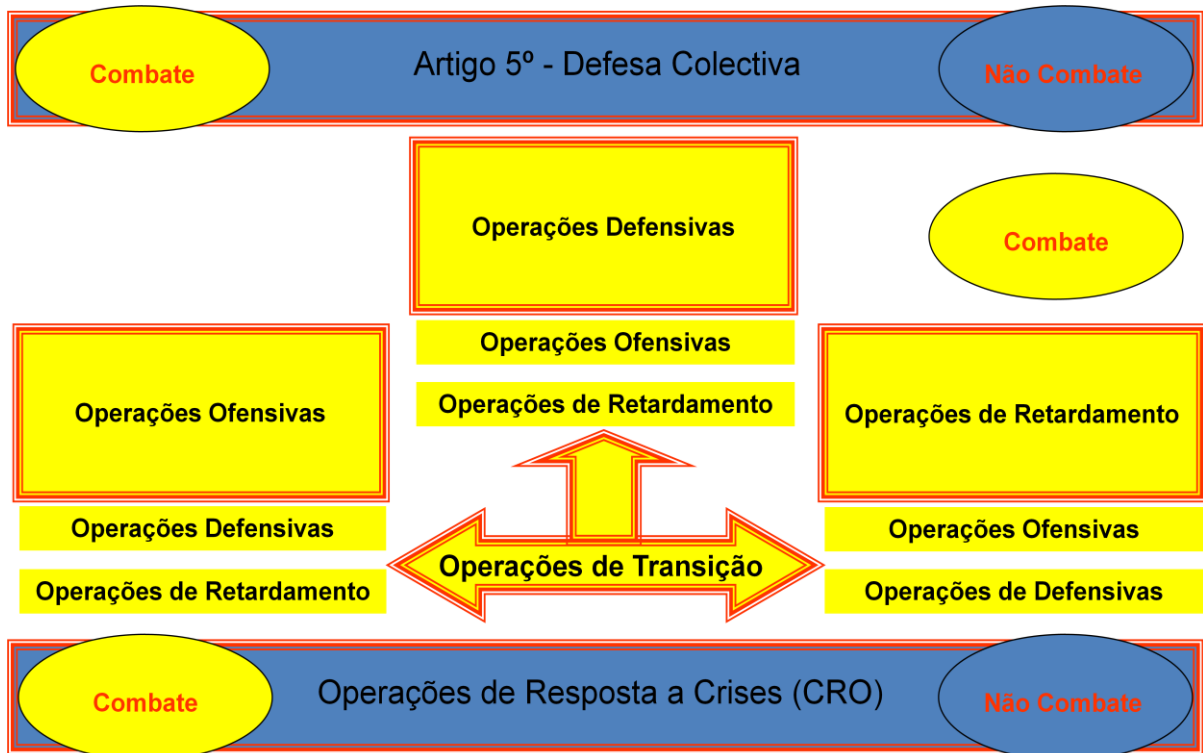 Combate
Artigo 5º - Defesa Colectiva
Não Combate
Operações Defensivas
Combate
Operações Ofensivas
Operações de Retardamento
Operações Ofensivas
Operações Defensivas
Operações de Retardamento
Operações de Retardamento
Operações Ofensivas
Operações de Defensivas
Operações de Transição
Combate
Operações de Resposta a Crises (CRO)
Não Combate